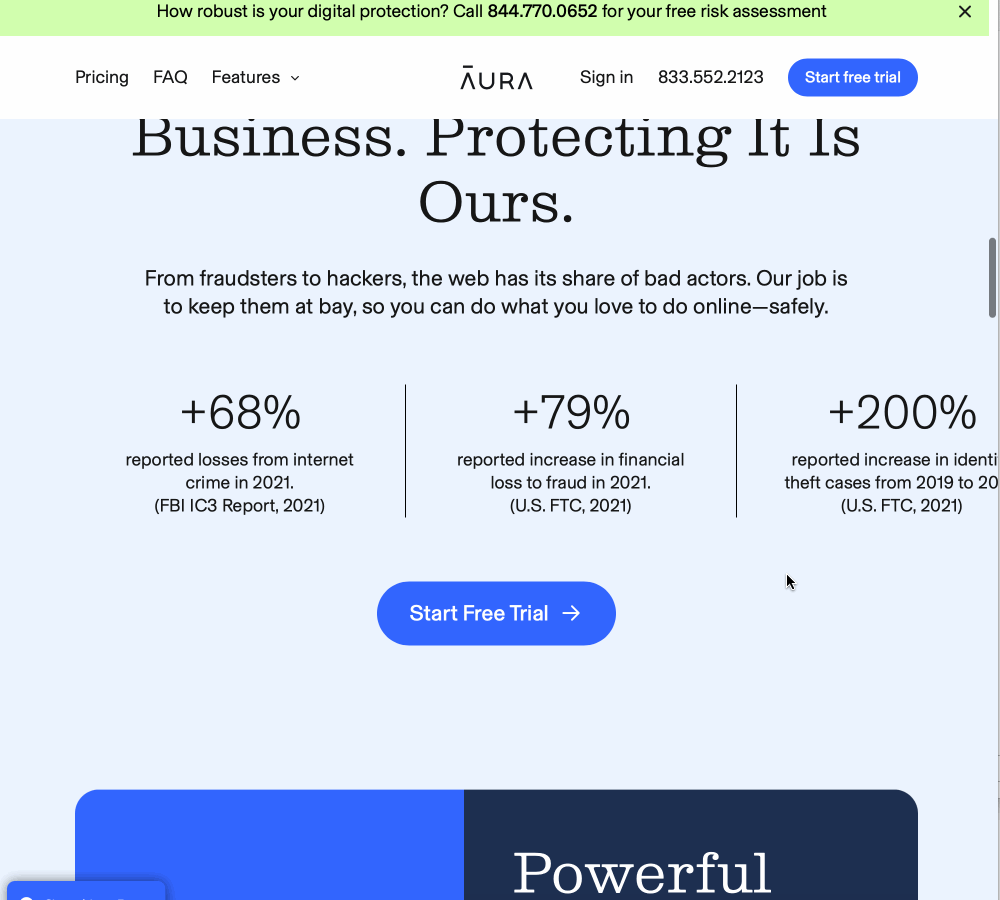 How robust is your digital protection? Call 844.770.0652 for your free risk assessment
Pricing FAQ Features AURA Sign in 833.552.2123 Start free trial
Business. Protecting It Is
Ours.
From fraudsters to hackers, the web has its share of bad actors. Our job is
to keep them at bay, so you can do what you love to do online—safely.
+68%
reported losses from internet
crime in 2021.
(FBI IC3 Report, 2021)
+79%
reported increase in financial
loss to fraud in 2021.
(U.S. FTC, 2021)
+200%
reported increase in identi
theft cases from 2019 to 20
(U.S. FTC, 2021)
Start Free Trial →
Powerful